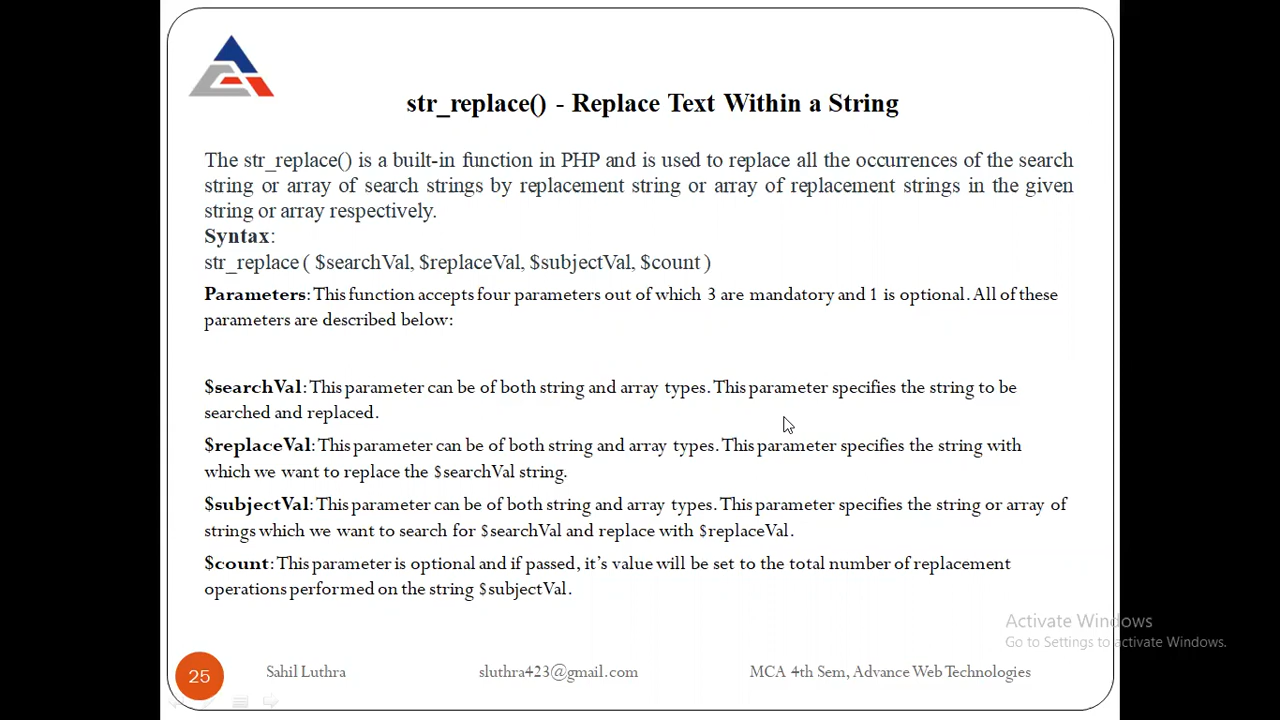 str_replace() - Replace Text Within a String
The str_replace() is a built-in function in PHP and is used to replace all the occurrences of the search
string or array of search strings by replacement string or array of replacement strings in the given
string or array respectively.
Syntax:
str_replace ( $searchVal, $replaceVal, $subjectVal, $count )
Parameters: This function accepts four parameters out of which 3 are mandatory and 1 is optional. All of these
parameters are described below:
$searchVal: This parameter can be of both string and array types. This parameter specifies the string to be
searched and replaced.
$replaceVal: This parameter can be of both string and array types. This parameter specifies the string with
which we want to replace the $searchVal string.
$subjectVal: This parameter can be of both string and array types. This parameter specifies the string or array of
strings which we want to search for $searchVal and replace with $replaceVal.
$count: This parameter is optional and if passed, it's value will be set to the total number of replacement
operations performed on the string $subjectVal.
Activate Windows
Go to Settings to activate Windows.
25 Sahil Luthra sluthra423@gmail.com MCA 4th Sem, Advance Web Technologies